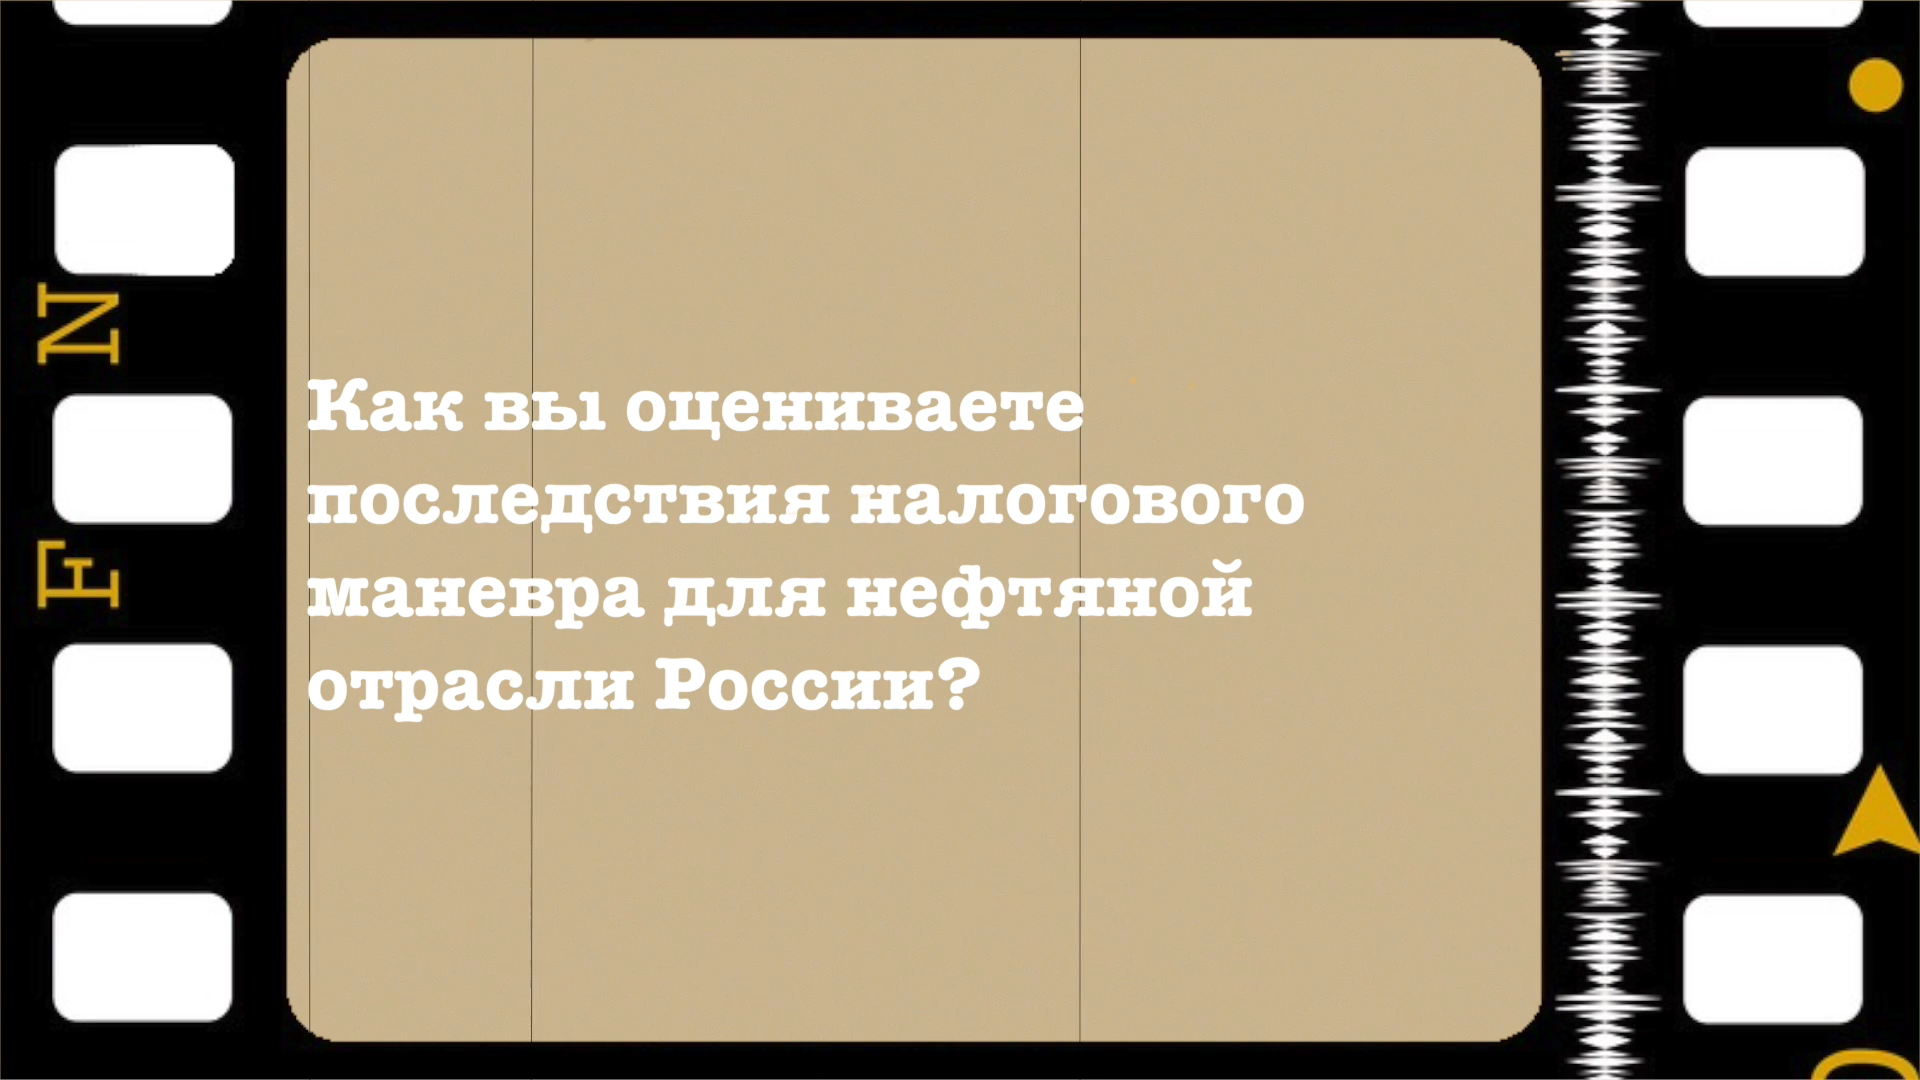 Как вы оцениваете
последствия налогового
маневра для нефтяной
отрасли России?
N
F